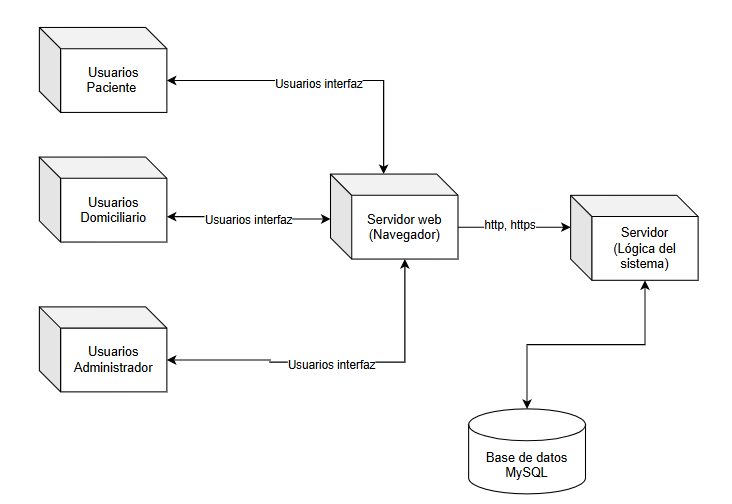 Usuarios
Paciente
Usuarios interfaz
Usuarios
Domiciliario
Usuarios interfaz
Servidor web
(Navegador)
http, https
Servidor
(Lógica del
sistema)
Usuarios
Administrador
Usuarios interfaz
Base de datos
MySQL